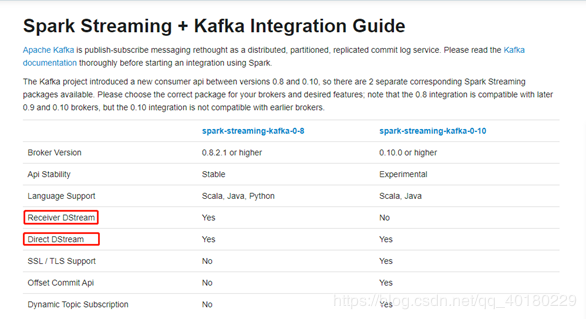 Spark Streaming + Kafka Integration Guide
Apache Kafka is publish-subscribe messaging rethought as a distributed, partitioned, replicated commit log service. Please read the Kafka
documentation thoroughly before starting an integration using Spark.
The Kafka project introduced a new consumer api between versions 0.8 and 0.10, so there are 2 separate corresponding Spark Streaming
packages available. Please choose the correct package for your brokers and desired features; note that the 0.8 integration is compatible with later
0.9 and 0.10 brokers, but the 0.10 integration is not compatible with earlier brokers.
spark-streaming-kafka-0-8 spark-streaming-kafka-0-10
Broker Version 0.8.2.1 or higher 0.10.0 or higher
Api Stability Stable Experimental
Language Support Scala, Java, Python Scala, Java
Receiver DStream Yes No
Direct DStream Yes Yes
SSL / TLS Support No Yes
Offset Commit Api No Yes
Dynamic Topic Subscription No Yes
https://blog.csdn.net/qq_40180229